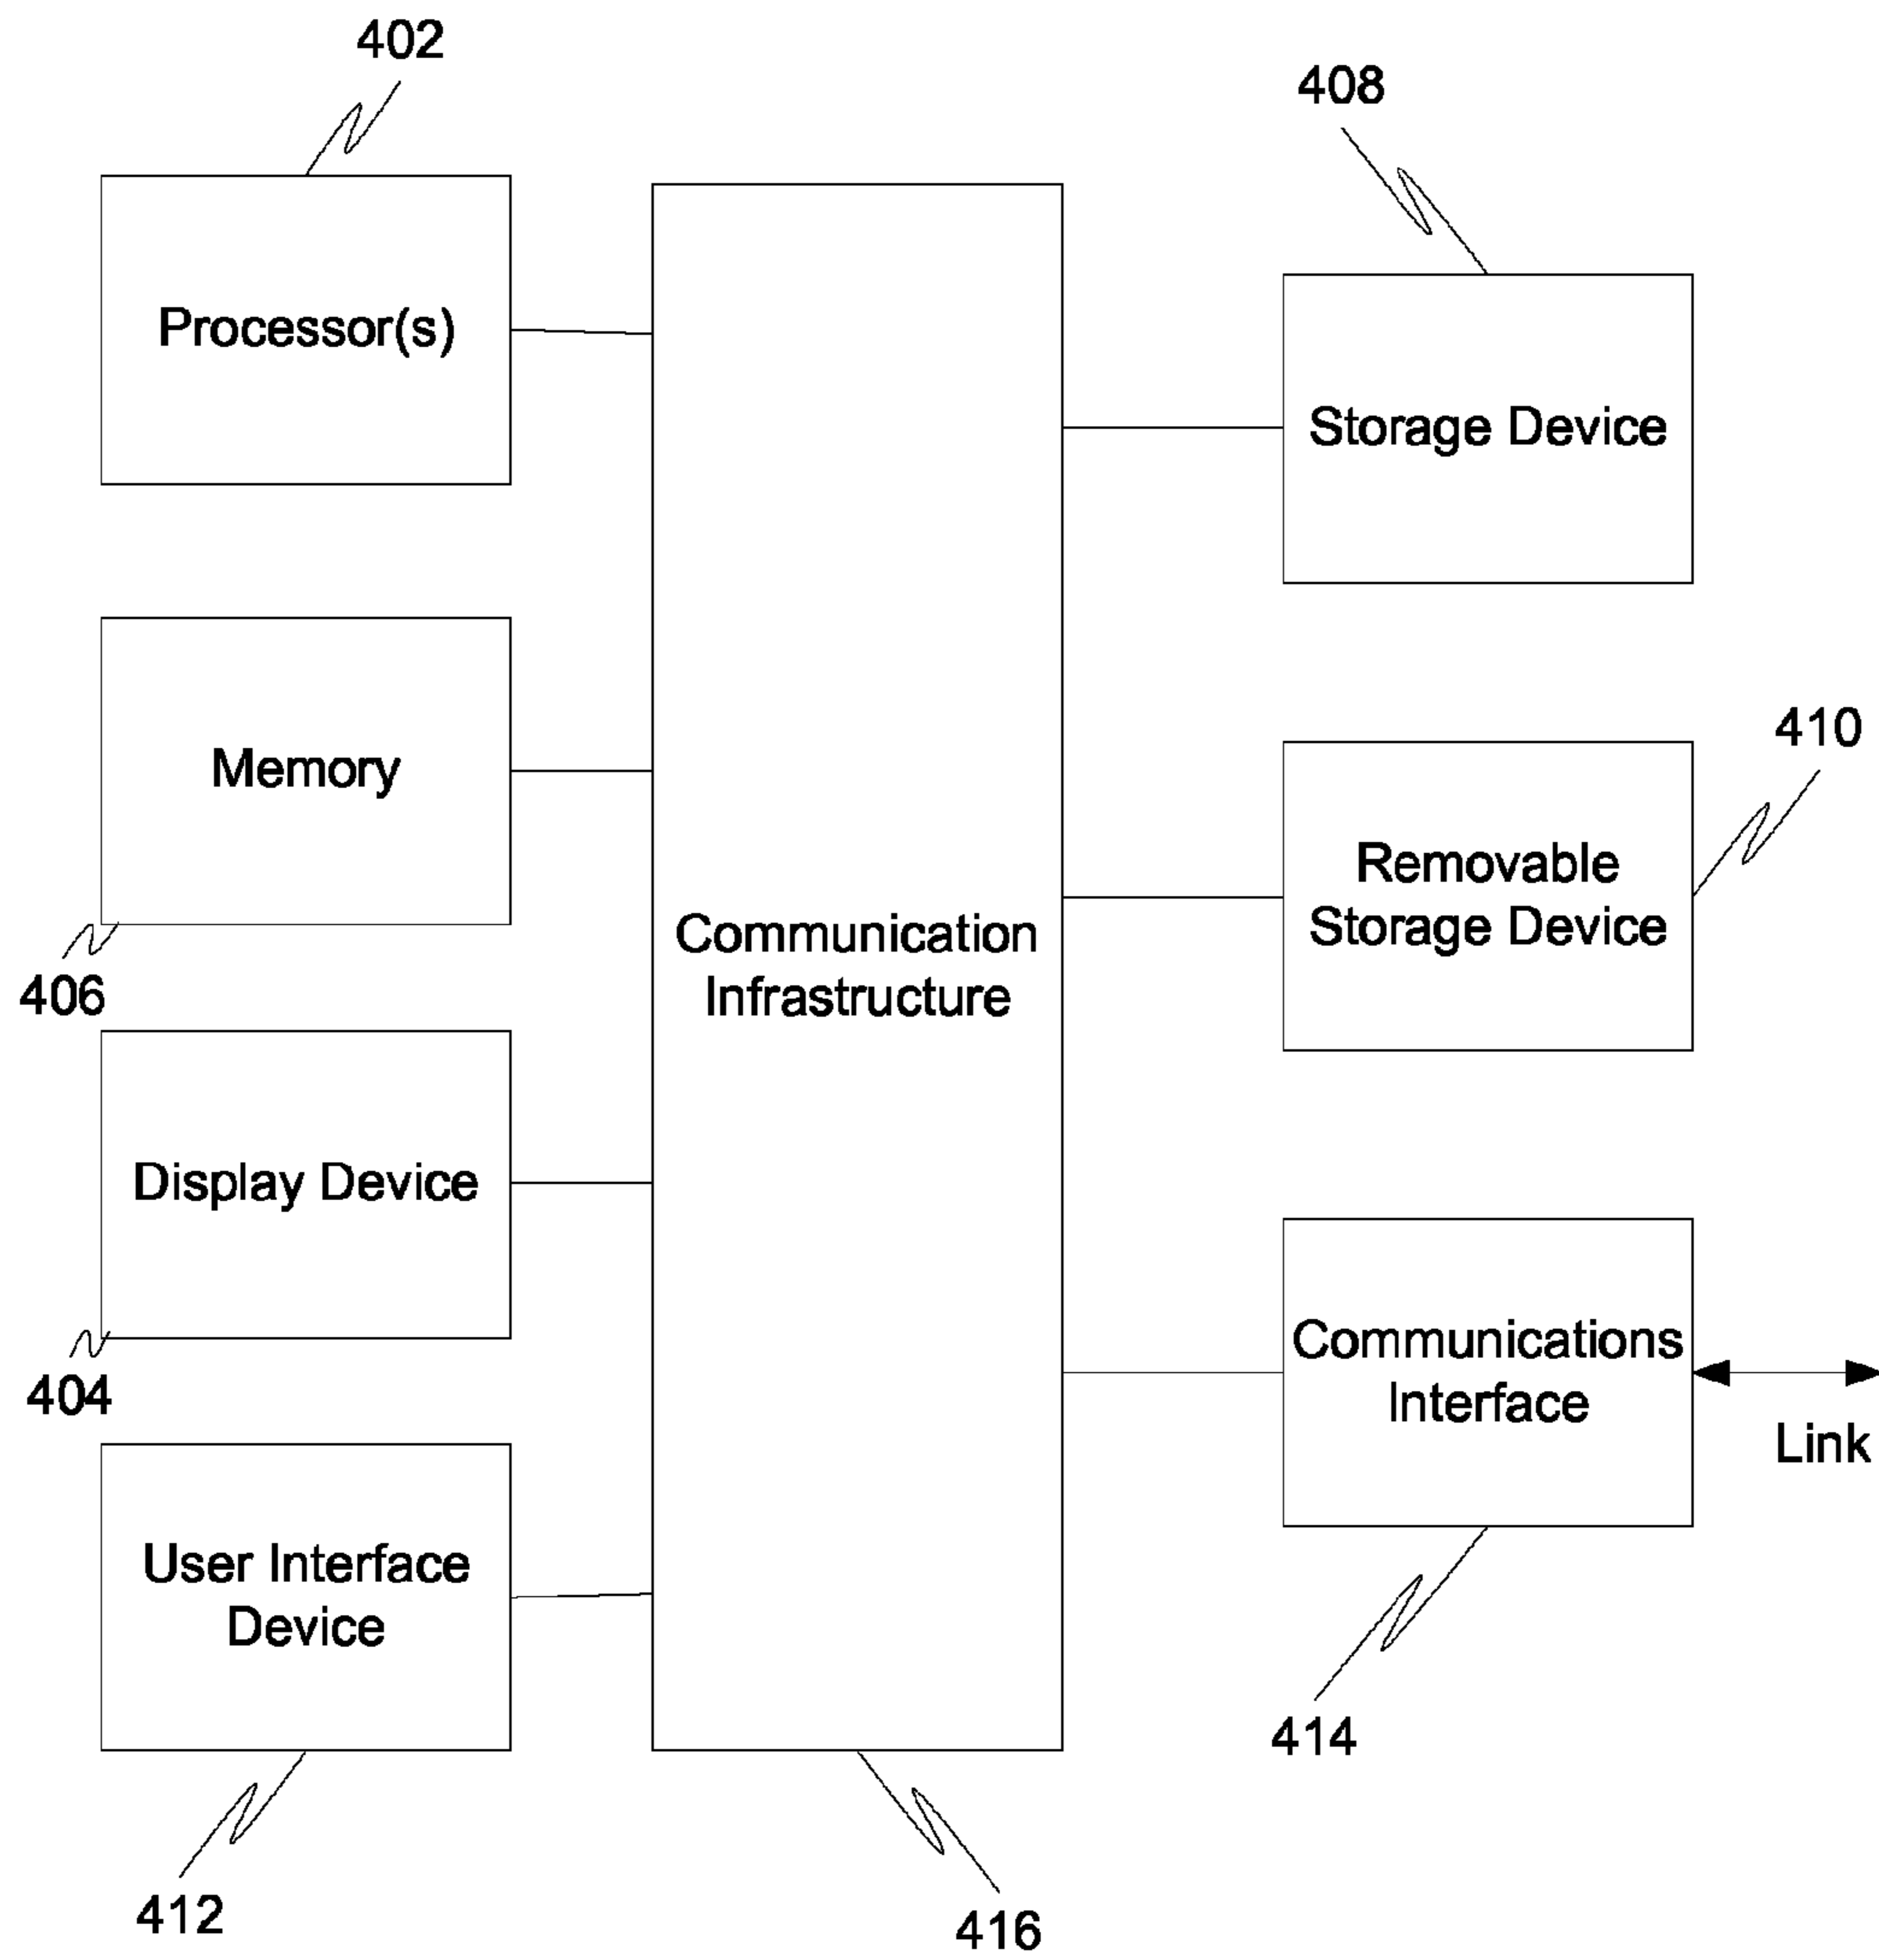 402
408
Processor(s)
Storage Device
410
Memory
Removable
Storage Device
Communication
Infrastructure
406
Display Device
Communications
Interface
404
Link
User Interface
Device
414
412
416